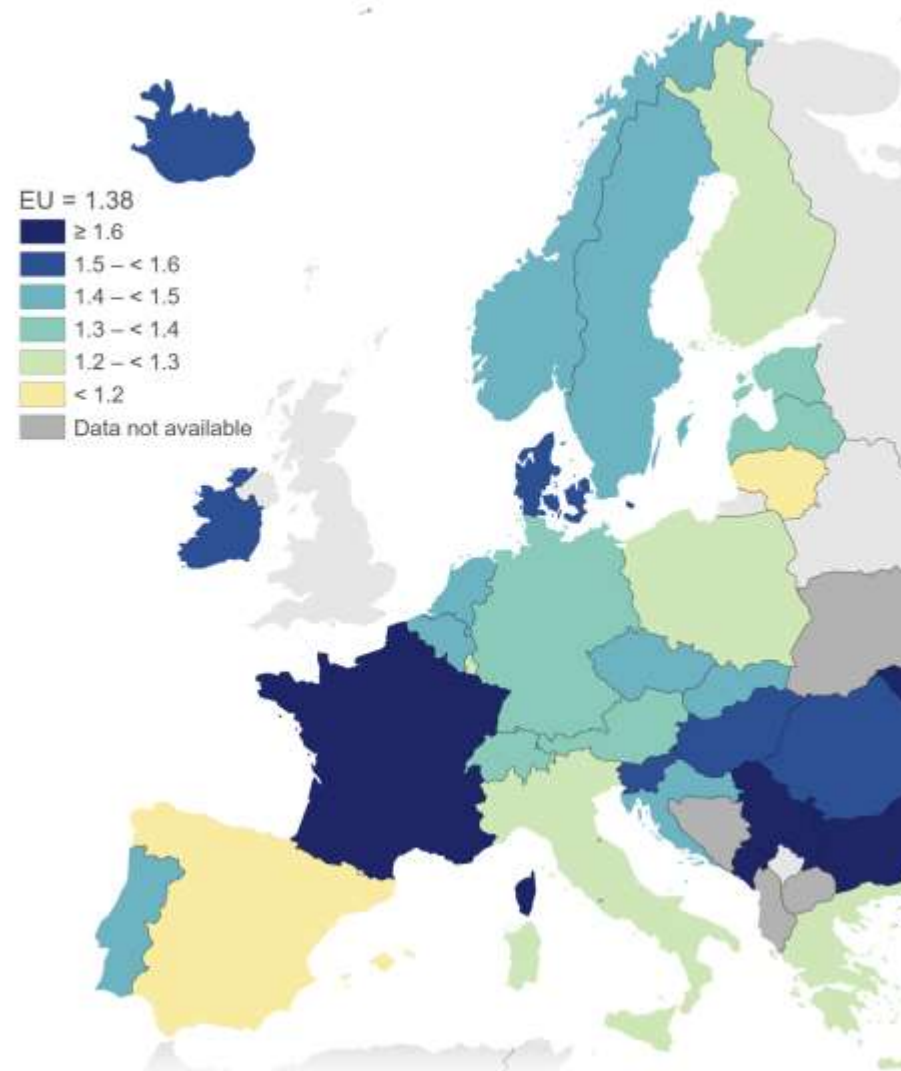 EU = 1.38
≥ 1.6
1.5 – < 1.6
1.4 – < 1.5
1.3 – < 1.4
1.2 – < 1.3
< 1.2
Data not available